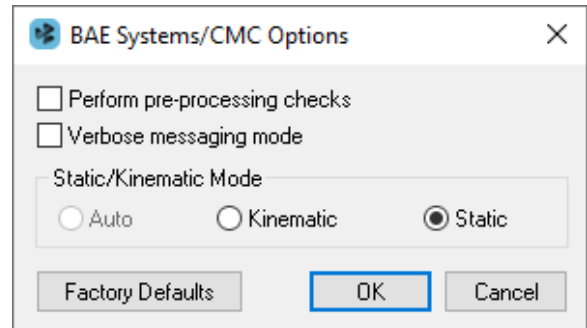 BAE Systems/CMC Options
Perform pre-processing checks
Verbose messaging mode
Static/Kinematic Mode
Auto Kinematic Static
Factory Defaults OK Cancel